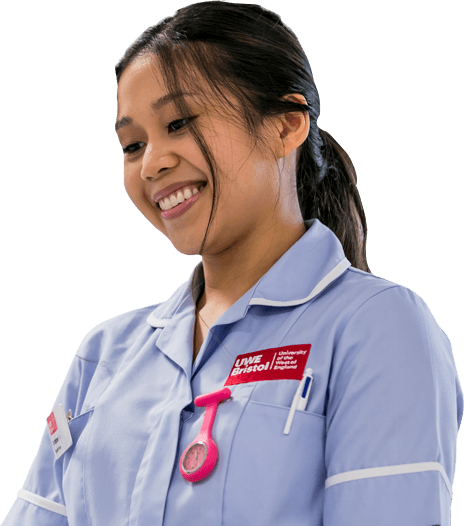 UWE
Bristol
University
of the
West of
England